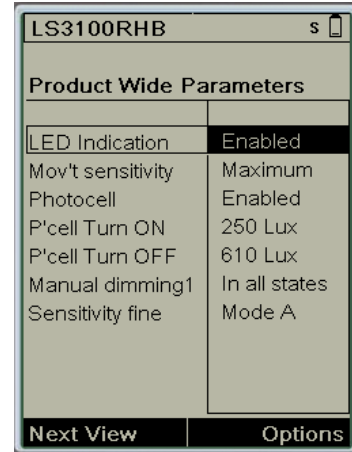 LS3100RHB S
Product Wide Parameters
LED Indication Enabled
Mov't sensitivity Maximum
Photocell Enabled
P'cell Turn ON 250 Lux
P'cell Turn OFF 610 Lux
Manual dimming1 In all states
Sensitivity fine Mode A
Next View Options